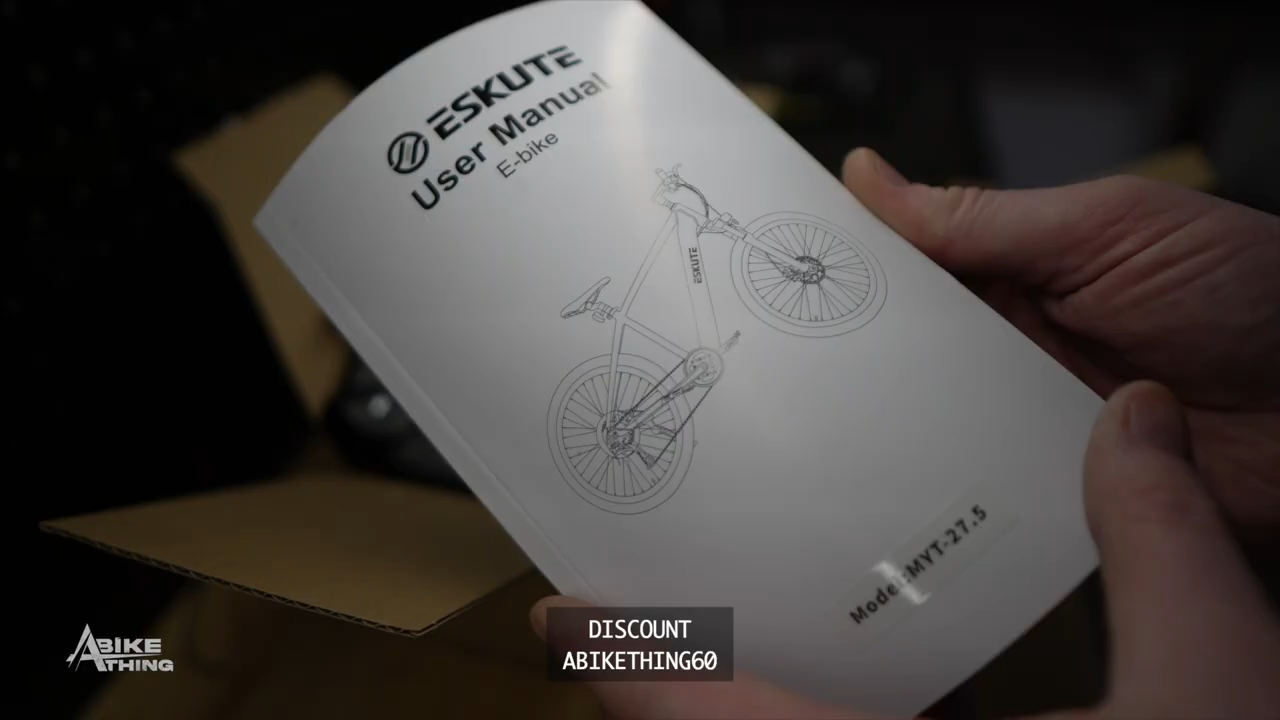 ESKUTE
User Manual
E-bike
ESKUTE
Model:MYT-27.5
ABIKE
THING
DISCOUNT
ABIKETHING60